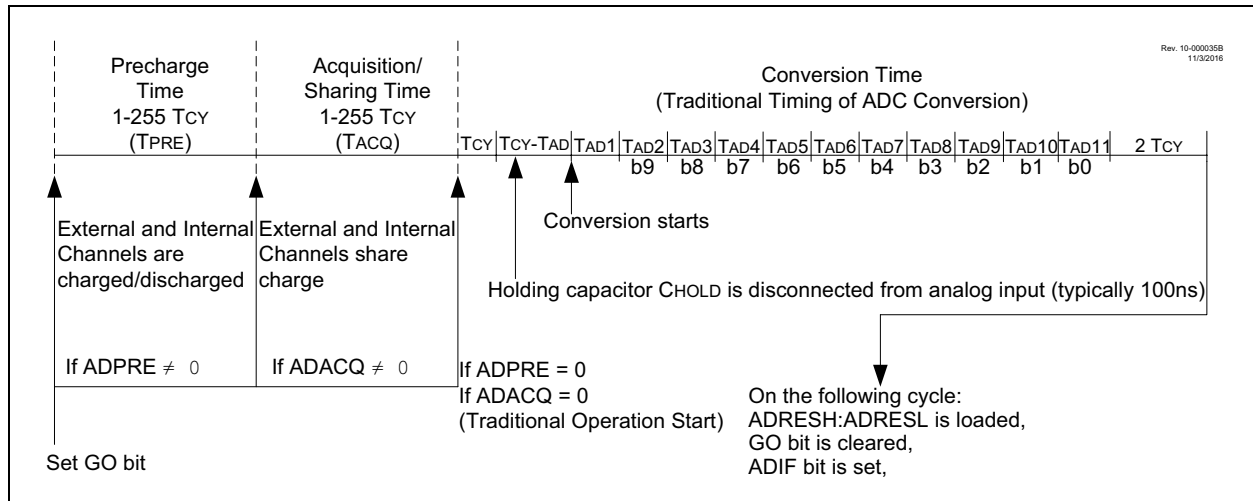 Rev. 10-000035B
11/3/2016
Precharge
Time
1-255 TCY
(TPRE)
Acquisition/
Sharing Time
1-255 TCY
(TACQ)
Conversion Time
(Traditional Timing of ADC Conversion)
TCY TCY-TAD TAD1 TAD2 TAD3 TAD4 TAD5 TAD6 TAD7 TAD8 TAD9 TAD10 TAD11 2 TCY
b9 b8 b7 b6 b5 b4 b3 b2 b1 b0
External and Internal
Channels are
charged/discharged
External and Internal
Channels share
charge
Conversion starts
Holding capacitor CHOLD is disconnected from analog input (typically 100ns)
If ADPRE ≠ 0
If ADACQ ≠ 0
If ADPRE = 0
If ADACQ = 0
(Traditional Operation Start)
On the following cycle:
ADRESH:ADRESL is loaded,
GO bit is cleared,
ADIF bit is set,
Set GO bit